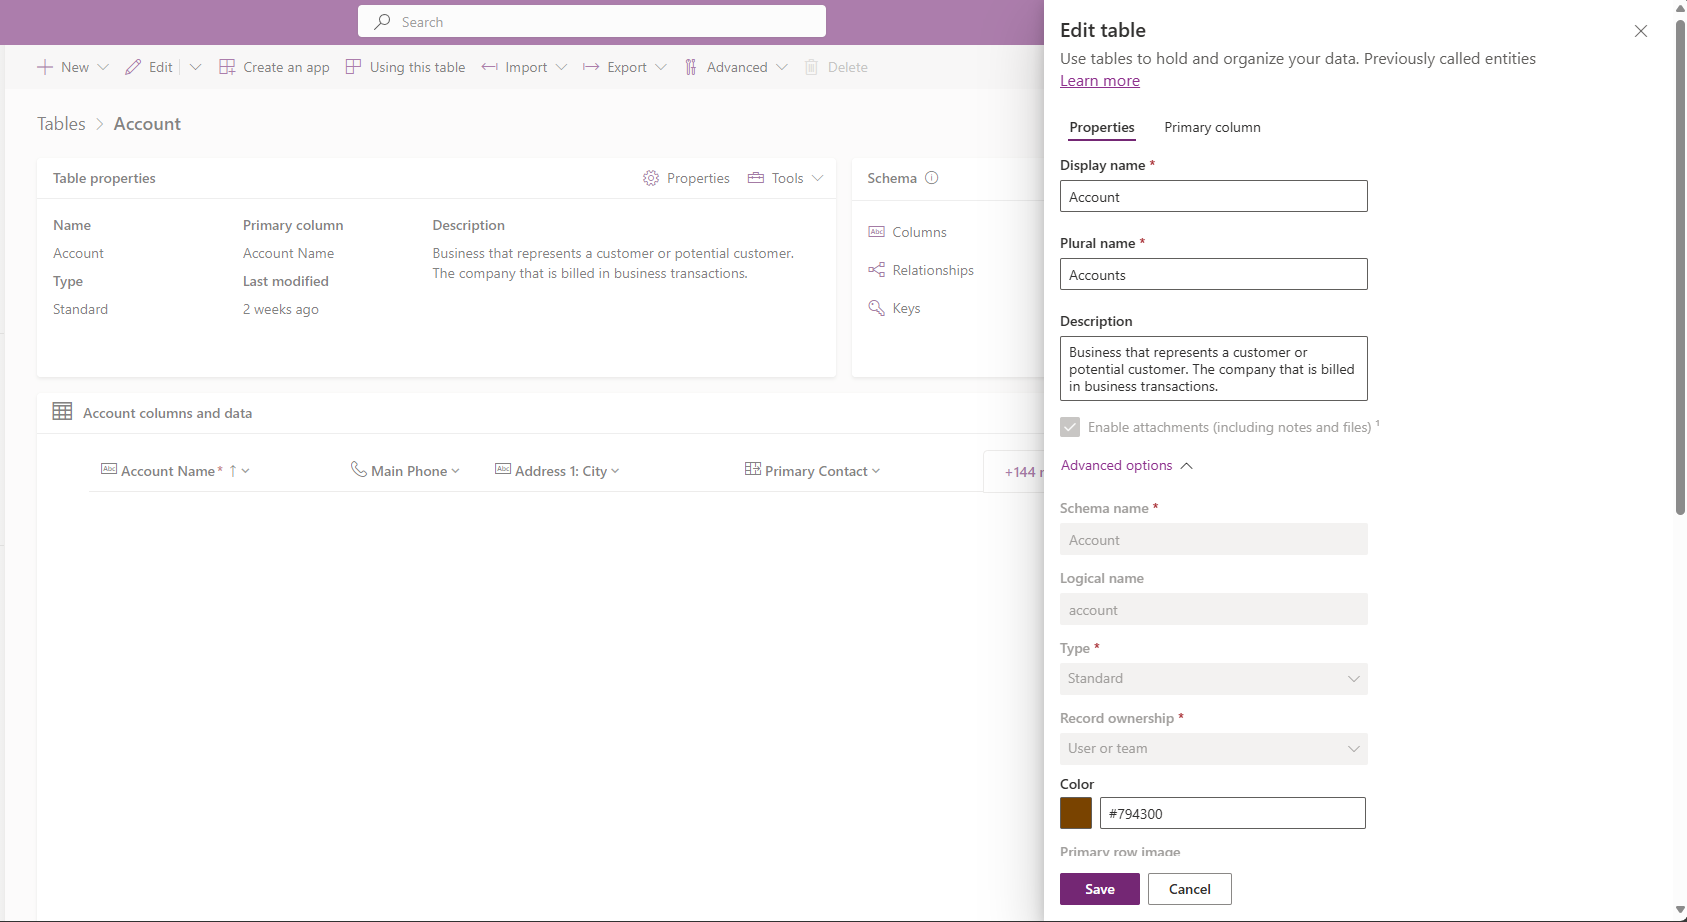 Search
New
Edit
Create an app
Using this table
Import
Export
Advanced
Delete
Tables > Account
Table properties
Properties
Tools
Name
Account
Type
Standard
Primary column
Account Name
Last modified
2 weeks ago
Description
Business that represents a customer or potential customer.
The company that is billed in business transactions.
Schema
Columns
Relationships
Keys
Account columns and data
Abc Account Name* ↑
Main Phone
Abc Address 1: City
Primary Contact
+144
Edit table
Use tables to hold and organize your data. Previously called entities
Learn more
Properties
Primary column
Display name *
Account
Plural name *
Accounts
Description
Business that represents a customer or
potential customer. The company that is billed
in business transactions.
Enable attachments (including notes and files) ¹
Advanced options
Schema name *
Account
Logical name
account
Type *
Standard
Record ownership *
User or team
Color
#794300
Primary row image
Save
Cancel